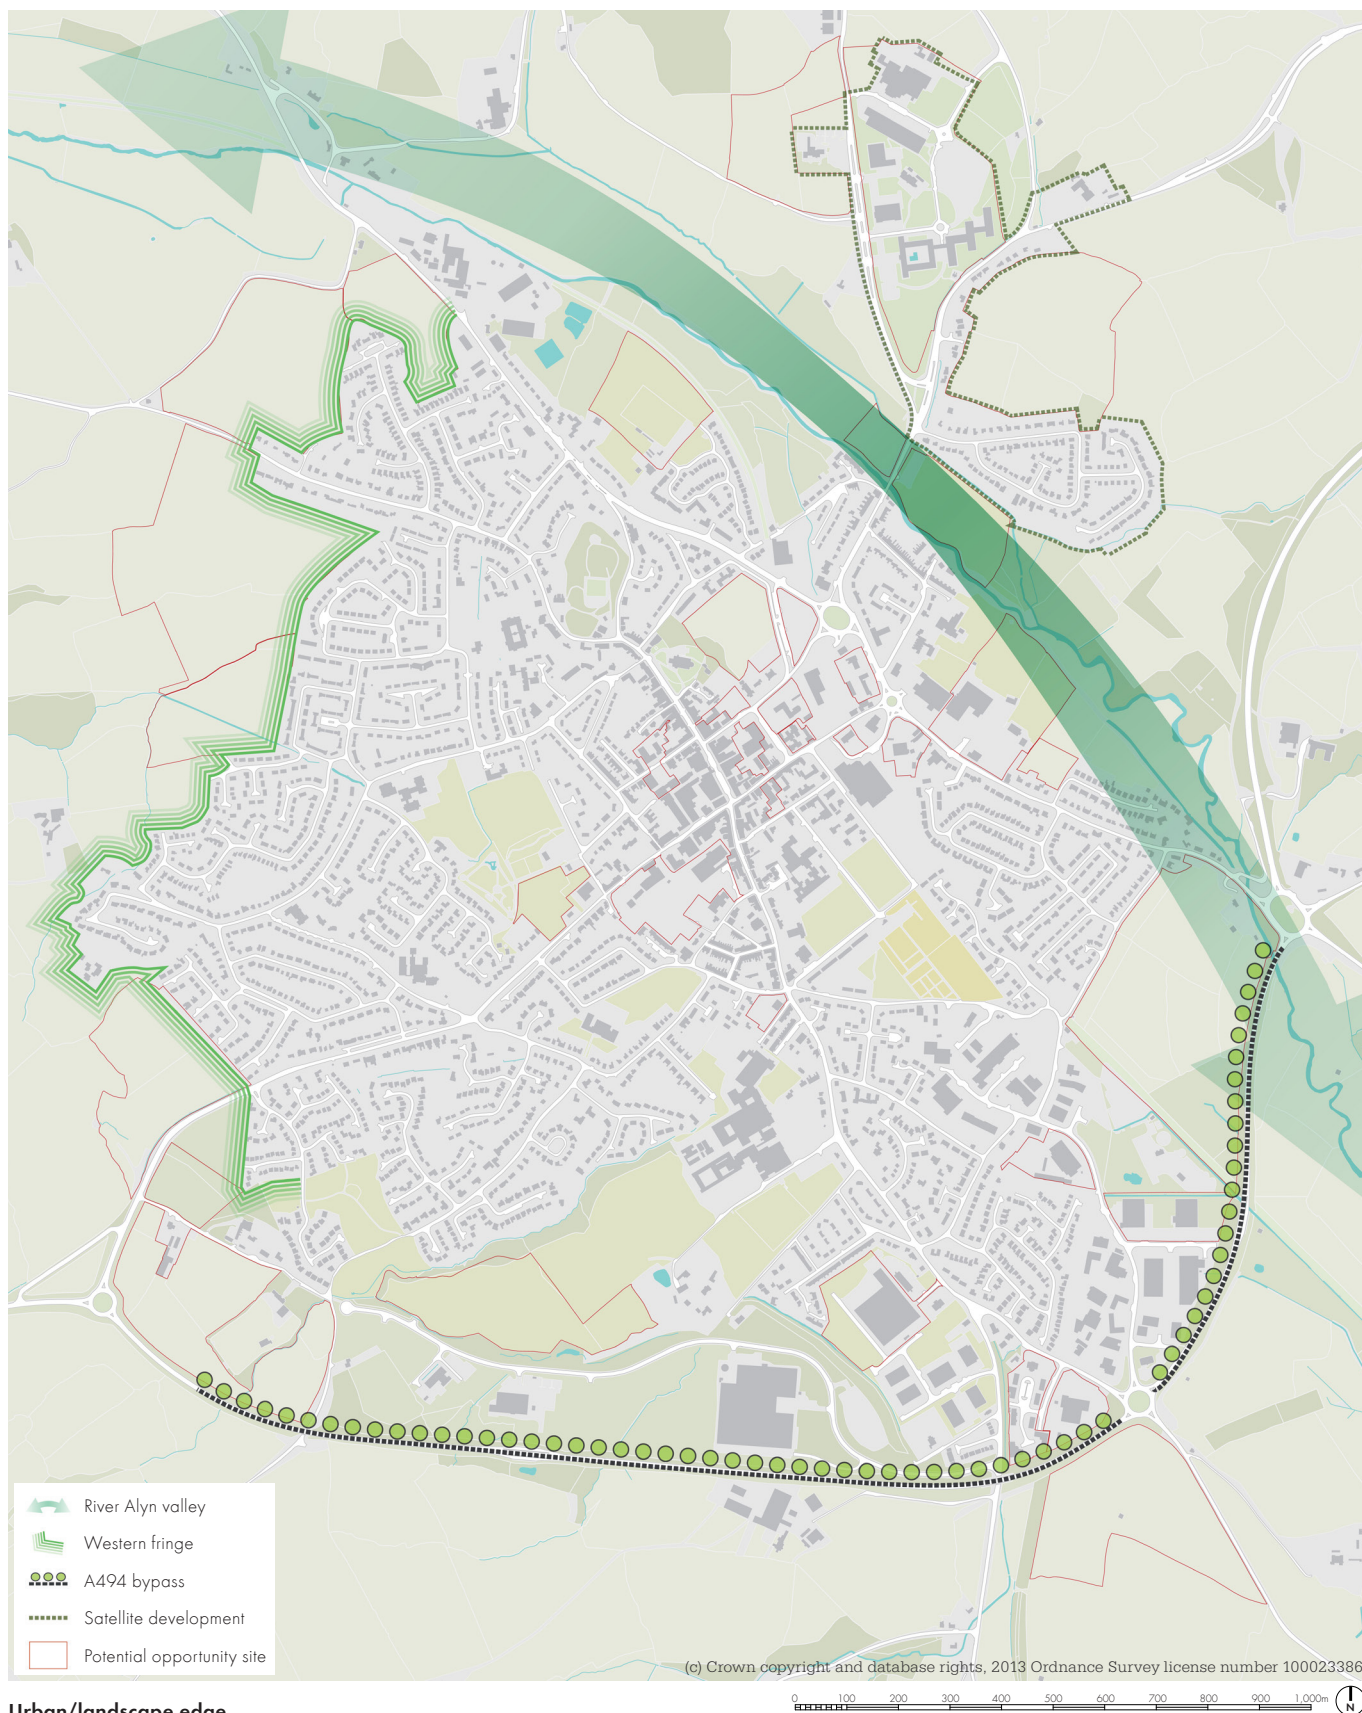 River Alyn valley
Western fringe
A494 bypass
Satellite development
Potential opportunity site
(c) Crown copyright and database rights, 2013 Ordnance Survey license number 100023386
Urban/landscape edge
0 100 200 300 400 500 600 700 800 900 1,000m
N